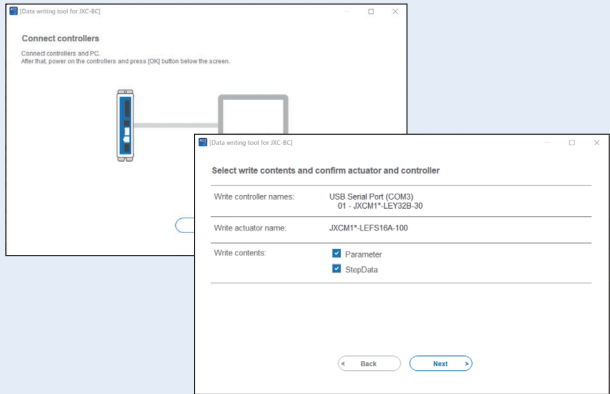 [Data writing tool for JXC-BC]
Connect controllers
Connect controllers and PC.
After that, power on the controllers and press [OK] button below the screen.
[Data writing tool for JXC-BC]
Select write contents and confirm actuator and controller
Write controller names: USB Serial Port (COM3)
01 - JXCM1*-LEY32B-30
Write actuator name: JXCM1*-LEFS16A-100
Write contents: Parameter
StepData
Back Next